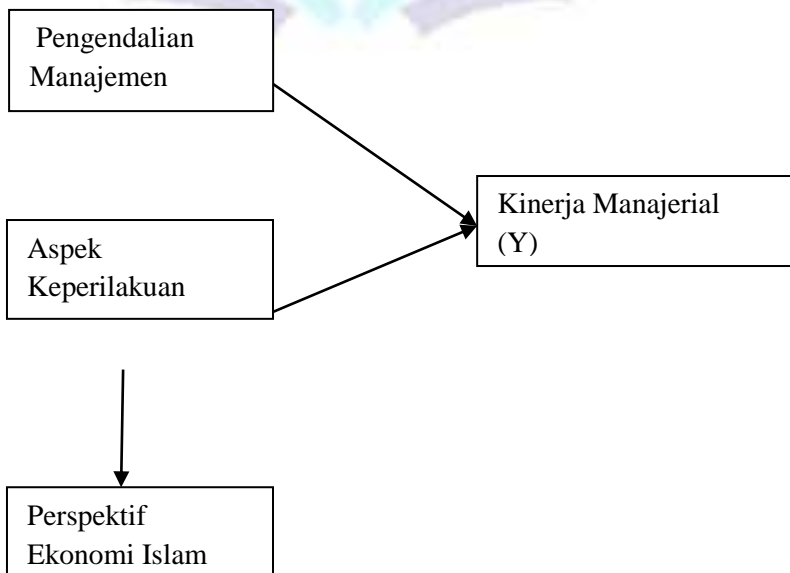 Pengendalian
Manajemen
Kinerja Manajerial
(Y)
Aspek
Keperilakuan
Perspektif
Ekonomi Islam